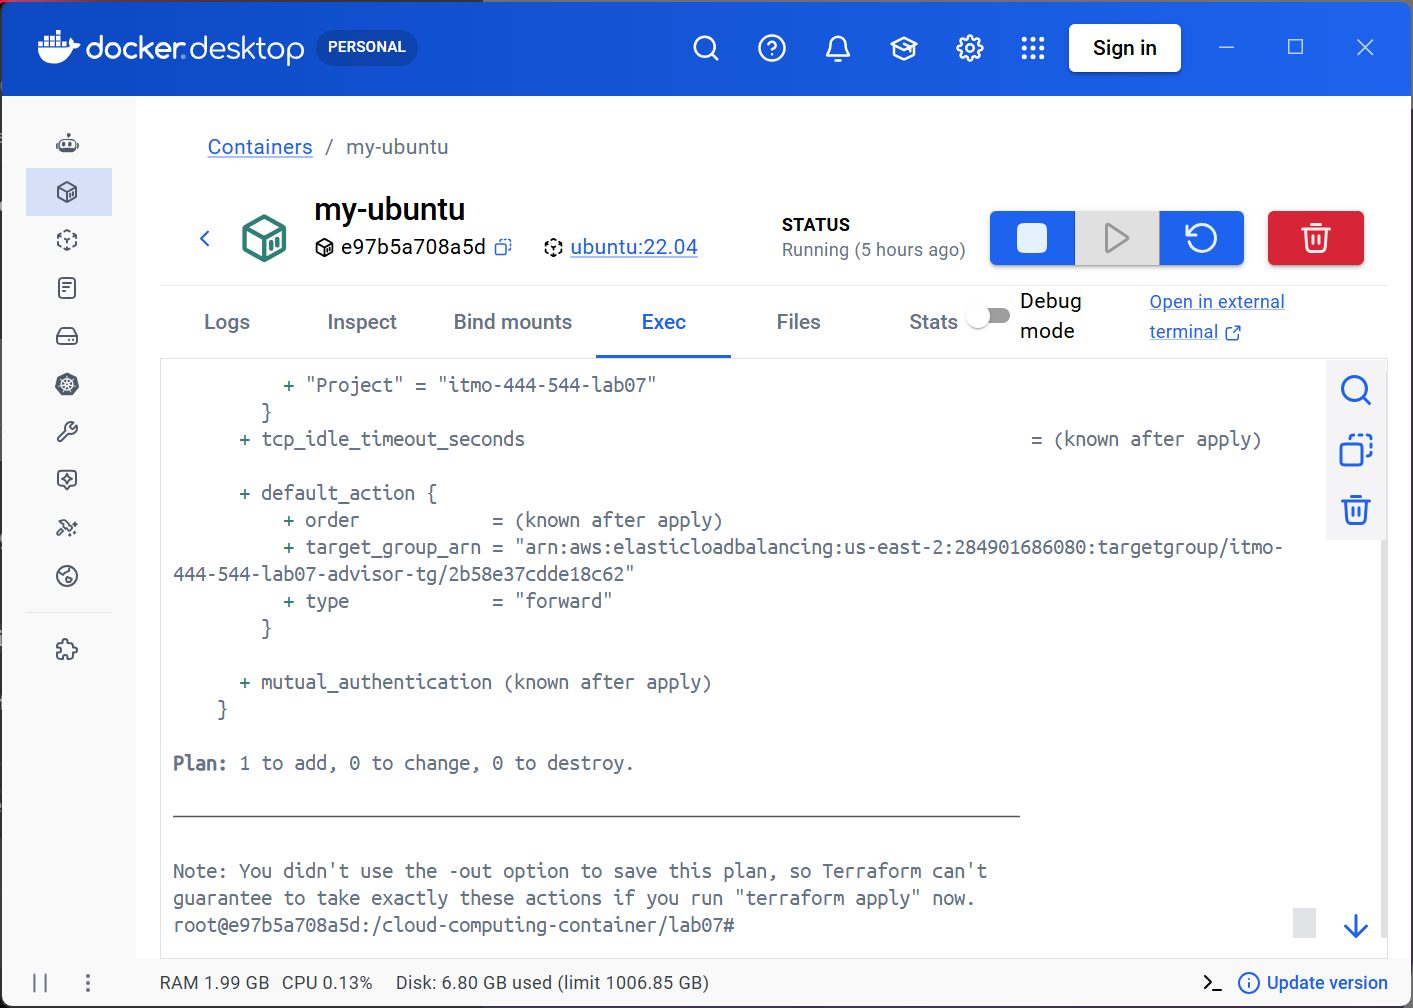 docker desktop PERSONAL
Sign in
Containers / my-ubuntu
my-ubuntu
e97b5a708a5d ubuntu:22.04
STATUS
Running (5 hours ago)
Logs Inspect Bind mounts Exec Files Stats
Debug mode
Open in external terminal
+ "Project" = "itmo-444-544-lab07"
}
+ tcp_idle_timeout_seconds = (known after apply)
+ default_action {
+ order = (known after apply)
+ target_group_arn = "arn:aws:elasticloadbalancing:us-east-2:284901686080:targetgroup/itmo-
444-544-lab07-advisor-tg/2b58e37cdde18c62"
+ type = "forward"
}
+ mutual_authentication (known after apply)
}
Plan: 1 to add, 0 to change, 0 to destroy.
Note: You didn't use the -out option to save this plan, so Terraform can't
guarantee to take exactly these actions if you run "terraform apply" now.
root@e97b5a708a5d:/cloud-computing-container/lab07#
RAM 1.99 GB CPU 0.13% Disk: 6.80 GB used (limit 1006.85 GB)
Update version